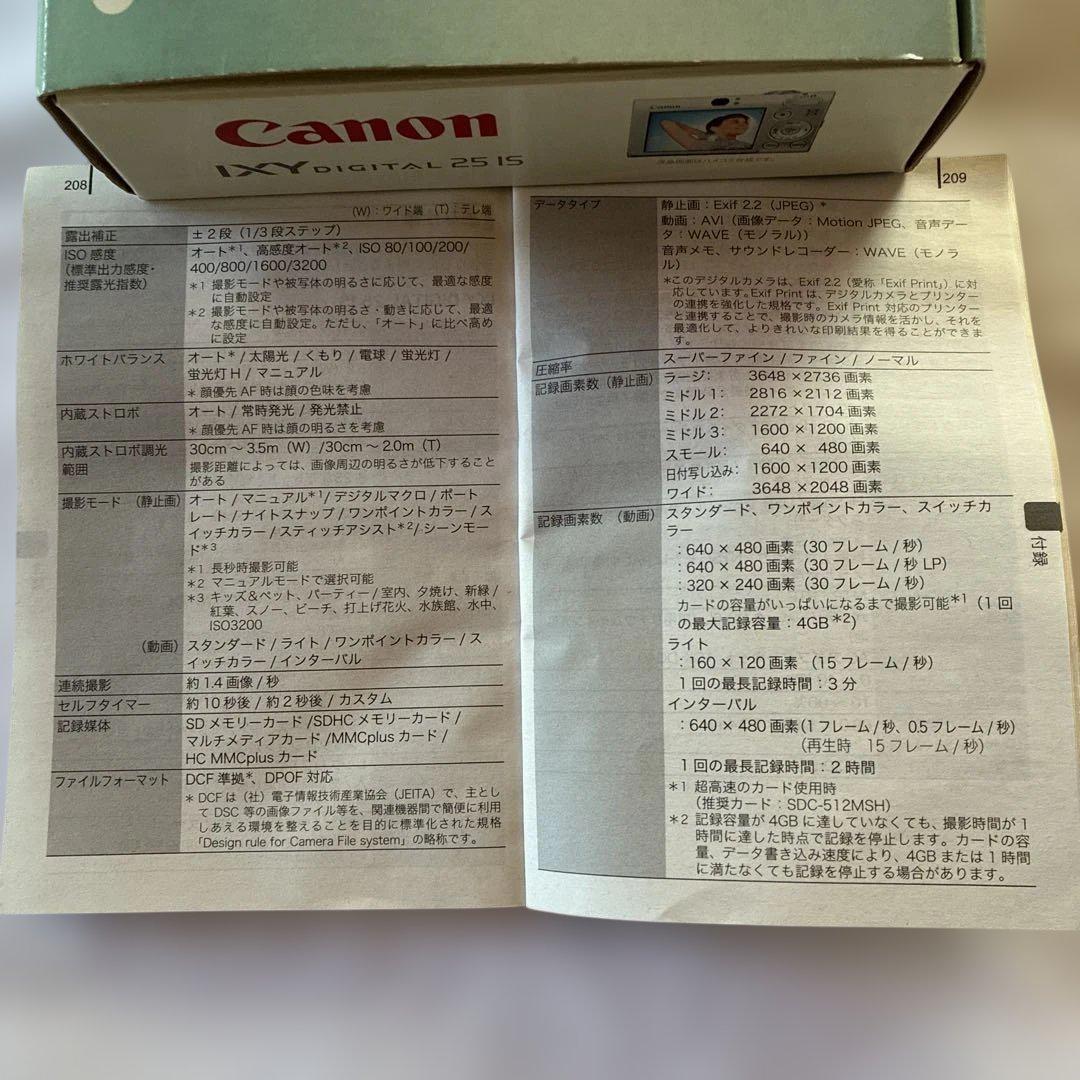 Canon
IXY DIGITAL 25 IS
Canon
208
(W):ワイド端 (T):テレ端
露出補正 ±2段(1/3段ステップ)
ISO 感度 オート*1、高感度オート*2、ISO 80/100/200/
(標準出力感度・ 400/800/1600/3200
推奨露光指数) *1 撮影モードや被写体の明るさに応じて、最適な感度
に自動設定
*2 撮影モードや被写体の明るさ・動きに応じて、最適
な感度に自動設定。ただし、「オート」に比べ高め
に設定
ホワイトバランス オート*/太陽光/くもり/電球/蛍光灯/
蛍光灯H/マニュアル
*顔優先AF時は顔の色味を考慮
内蔵ストロボ オート/常時発光/発光禁止
*顔優先AF時は顔の明るさを考慮
内蔵ストロボ調光 30cm～3.5m(W)/30cm～2.0m(T)
範囲 撮影距離によっては、画像周辺の明るさが低下すること
がある
撮影モード (静止画) オート/マニュアル*1/デジタルマクロ/ポート
レート/ナイトスナップ/ワンポイントカラー/ス
イッチカラー/スティッチアシスト*2/シーンモー
ド*3
*1 長秒時撮影可能
*2 マニュアルモードで選択可能
*3 キッズ&ペット、パーティー/室内、夕焼け、新緑/
紅葉、スノー、ビーチ、打上げ花火、水族館、水中、
ISO3200
(動画) スタンダード/ライト/ワンポイントカラー/ス
イッチカラー/インターバル
連続撮影 約1.4画像/秒
セルフタイマー 約10秒後/約2秒後/カスタム
記録媒体 SDメモリーカード/SDHCメモリーカード/
マルチメディアカード/MMCplusカード/
HC MMCplusカード
ファイルフォーマット DCF準拠*、DPOF対応
*DCFは(社)電子情報技術産業協会(JEITA)で、主とし
てDSC等の画像ファイル等を、関連機器間で簡便に利用
しあえる環境を整えることを目的に標準化された規格
「Design rule for Camera File system」の略称です。
209
データタイプ 静止画:Exif 2.2(JPEG)*
動画:AVI(画像データ:Motion JPEG、音声デー
タ:WAVE(モノラル))
音声メモ、サウンドレコーダー:WAVE(モノラ
ル)
*このデジタルカメラは、Exif 2.2(愛称「Exif Print」)に対
応しています。Exif Printは、デジタルカメラとプリンター
の連携を強化した規格です。Exif Print対応のプリンター
と連携することで、撮影時のカメラ情報を活かし、それを
最適化して、よりきれいな印刷結果を得ることができま
す。
圧縮率 スーパーファイン/ファイン/ノーマル
記録画素数(静止画) ラージ: 3648×2736画素
ミドル1: 2816×2112画素
ミドル2: 2272×1704画素
ミドル3: 1600×1200画素
スモール: 640× 480画素
日付写し込み: 1600×1200画素
ワイド: 3648×2048画素
記録画素数 (動画) スタンダード、ワンポイントカラー、スイッチカ
ラー
:640×480画素(30フレーム/秒)
:640×480画素(30フレーム/秒LP)
:320×240画素(30フレーム/秒)
カードの容量がいっぱいになるまで撮影可能*1(1回
の最大記録容量:4GB*2)
ライト
:160×120画素(15フレーム/秒)
1回の最長記録時間:3分
インターバル
:640×480画素(1フレーム/秒、0.5フレーム/秒)
(再生時 15フレーム/秒)
1回の最長記録時間:2時間
*1 超高速のカード使用時
(推奨カード:SDC-512MSH)
*2 記録容量が4GBに達していなくても、撮影時間が1
時間に達した時点で記録を停止します。カードの容
量、データ書き込み速度により、4GBまたは1時間
に満たなくても記録を停止する場合があります。
付録